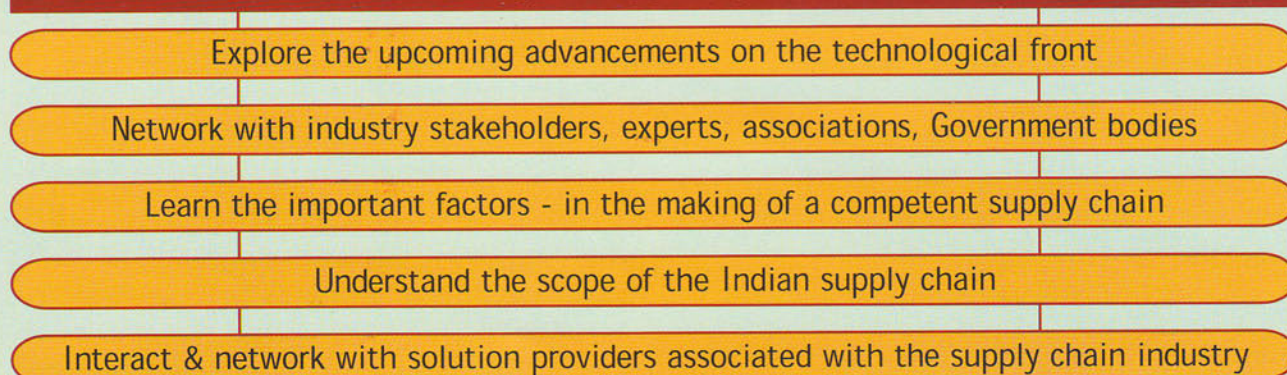 Explore the upcoming advancements on the technological front
Network with industry stakeholders, experts, associations, Government bodies
Learn the important factors - in the making of a competent supply chain
Understand the scope of the Indian supply chain
Interact & network with solution providers associated with the supply chain industry